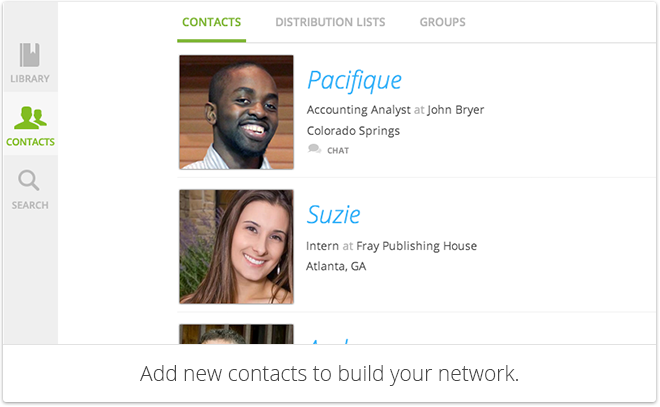 CONTACTS DISTRIBUTION LISTS GROUPS
LIBRARY
CONTACTS
SEARCH
Pacifique
Accounting Analyst at John Bryer
Colorado Springs
CHAT
Suzie
Intern at Fray Publishing House
Atlanta, GA
Add new contacts to build your network.